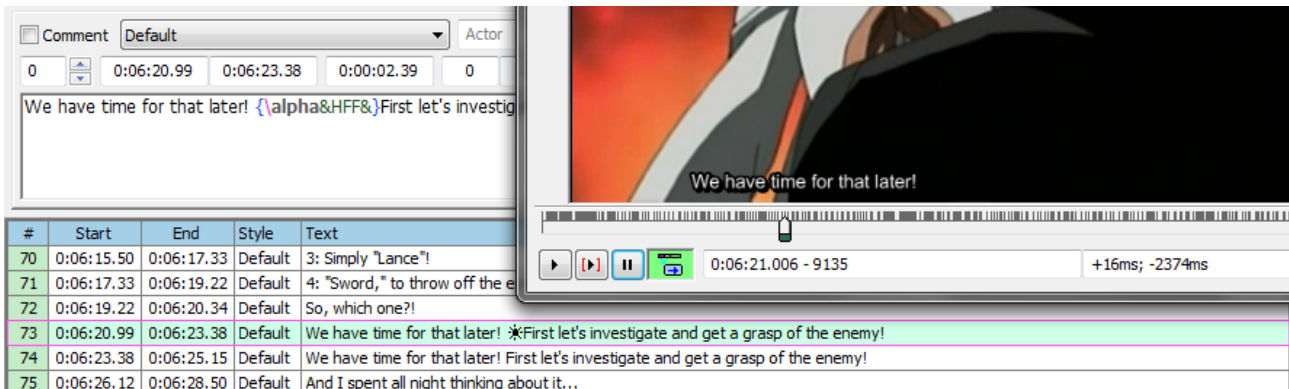 Comment Default Actor
0 0:06:20.99 0:06:23.38 0:00:02.39 0
We have time for that later! {\alpha&HFF&}First let's investig
We have time for that later!
0:06:21.006 - 9135 +16ms; -2374ms
# Start End Style Text
70 0:06:15.50 0:06:17.33 Default 3: Simply "Lance"!
71 0:06:17.33 0:06:19.22 Default 4: "Sword," to throw off the e
72 0:06:19.22 0:06:20.34 Default So, which one?!
73 0:06:20.99 0:06:23.38 Default We have time for that later! ☀First let's investigate and get a grasp of the enemy!
74 0:06:23.38 0:06:25.15 Default We have time for that later! First let's investigate and get a grasp of the enemy!
75 0:06:26.12 0:06:28.50 Default And I spent all night thinking about it...